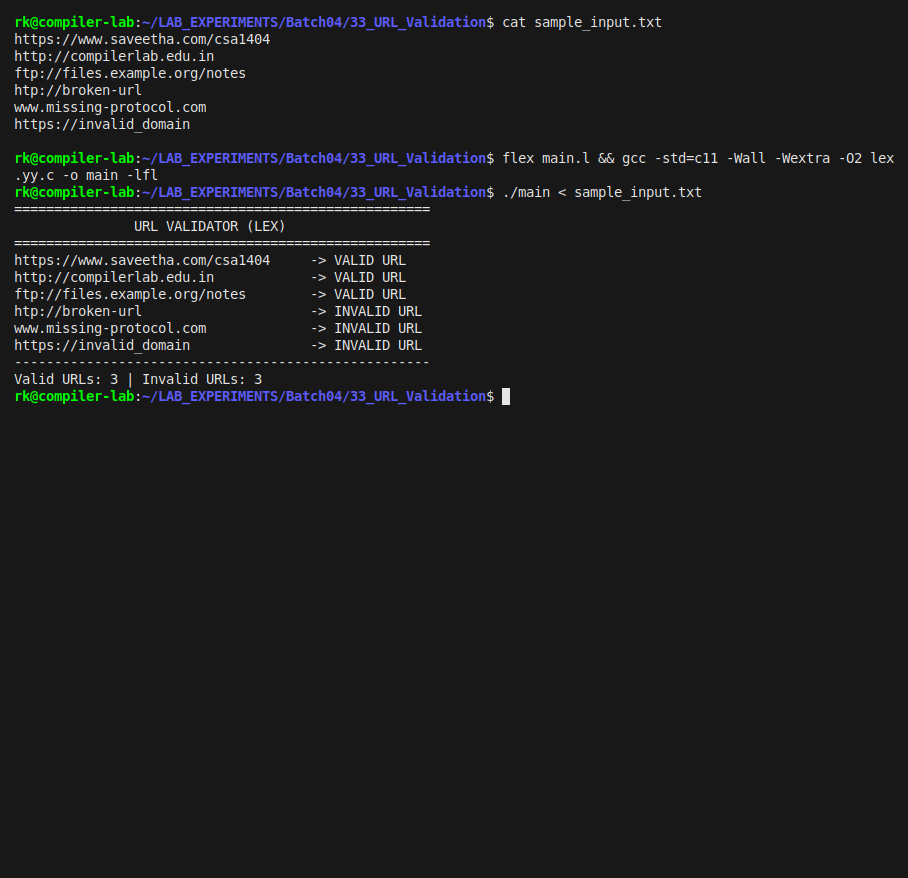 rk@compiler-lab:~/LAB_EXPERIMENTS/Batch04/33_URL_Validation$ cat sample_input.txt
https://www.saveetha.com/csa1404
http://compilerlab.edu.in
ftp://files.example.org/notes
htp://broken-url
www.missing-protocol.com
https://invalid_domain
rk@compiler-lab:~/LAB_EXPERIMENTS/Batch04/33_URL_Validation$ flex main.l && gcc -std=c11 -Wall -Wextra -O2 lex
.yy.c -o main -lfl
rk@compiler-lab:~/LAB_EXPERIMENTS/Batch04/33_URL_Validation$ ./main < sample_input.txt
====================================================
               URL VALIDATOR (LEX)
====================================================
https://www.saveetha.com/csa1404     -> VALID URL
http://compilerlab.edu.in            -> VALID URL
ftp://files.example.org/notes        -> VALID URL
htp://broken-url                     -> INVALID URL
www.missing-protocol.com             -> INVALID URL
https://invalid_domain               -> INVALID URL
----------------------------------------------------
Valid URLs: 3 | Invalid URLs: 3
rk@compiler-lab:~/LAB_EXPERIMENTS/Batch04/33_URL_Validation$